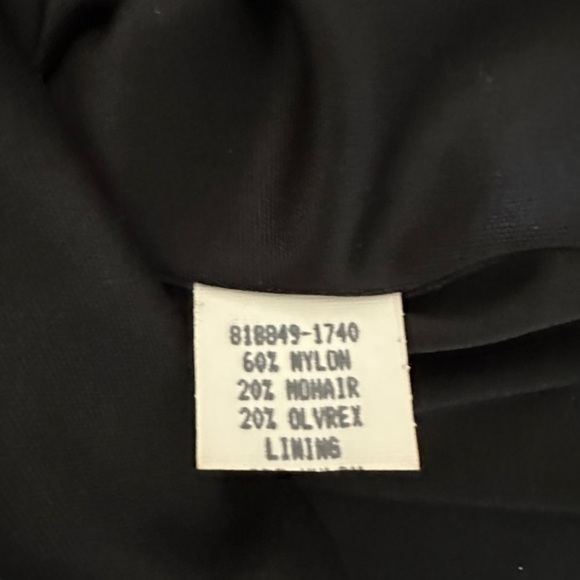 818849-1740
60% NYLON
20% MOHAIR
20% OLVREX
LINING